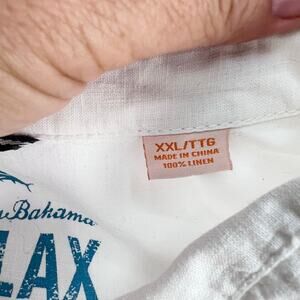 XXL/TTG
MADE IN CHINA
100% LINEN
Bahama
LAX